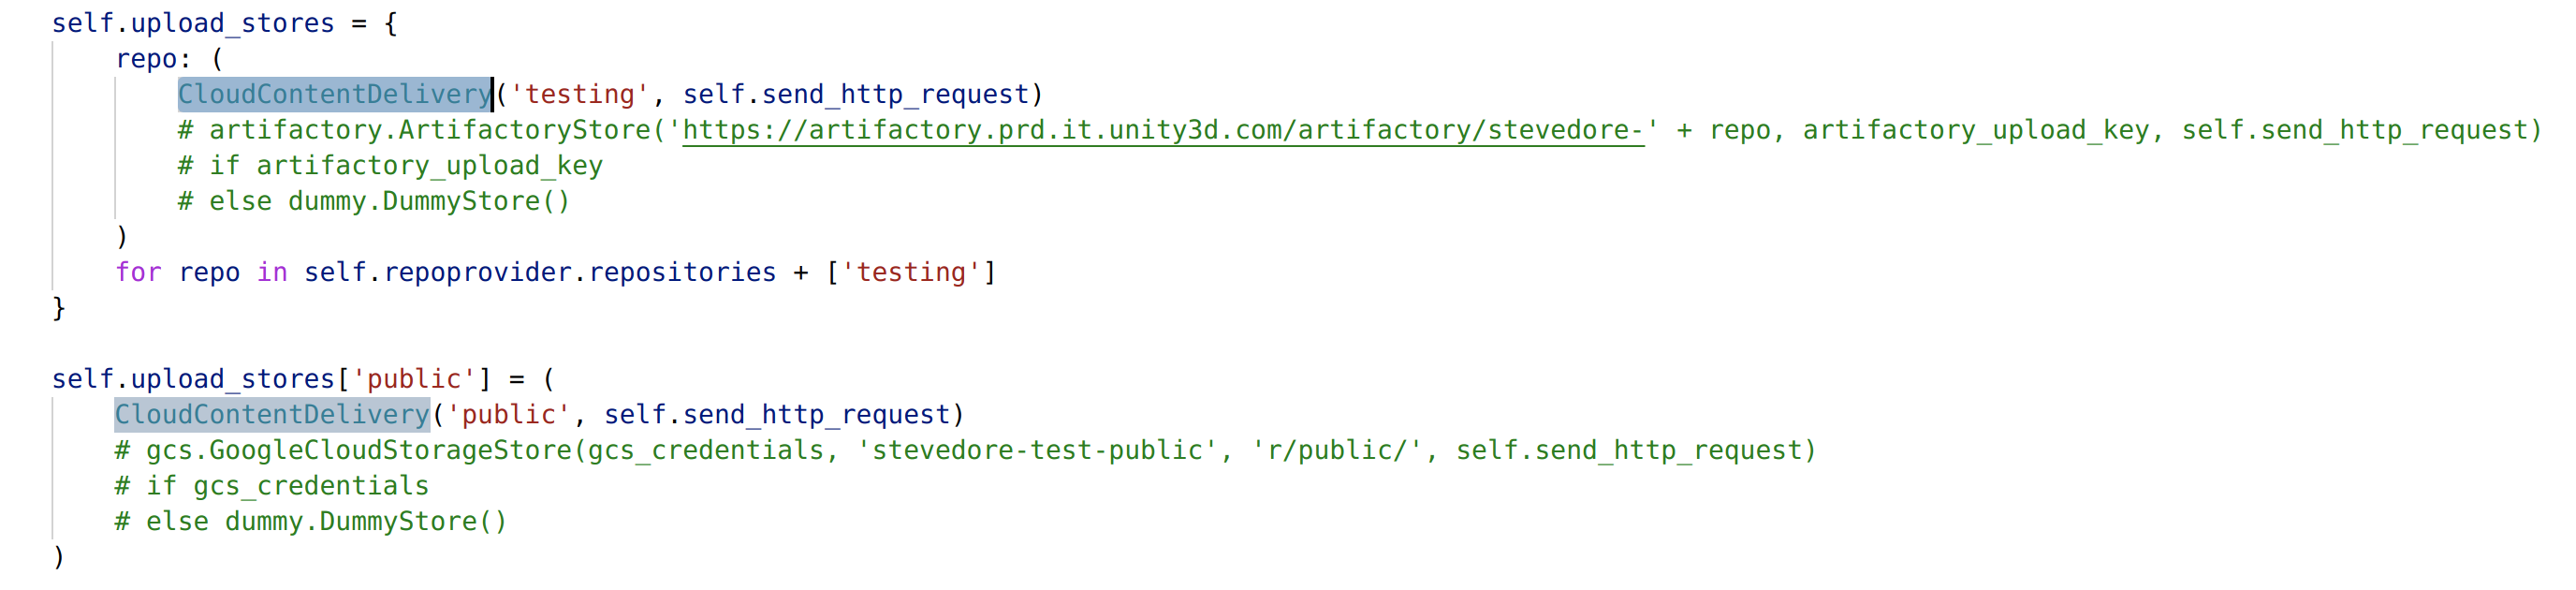 self.upload_stores = {
    repo: (
        CloudContentDelivery('testing', self.send_http_request)
        # artifactory.ArtifactoryStore('https://artifactory.prd.it.unity3d.com/artifactory/stevedore-' + repo, artifactory_upload_key, self.send_http_request)
        # if artifactory_upload_key
        # else dummy.DummyStore()
    )
    for repo in self.repoprovider.repositories + ['testing']
}

self.upload_stores['public'] = (
    CloudContentDelivery('public', self.send_http_request)
    # gcs.GoogleCloudStorageStore(gcs_credentials, 'stevedore-test-public', 'r/public/', self.send_http_request)
    # if gcs_credentials
    # else dummy.DummyStore()
)